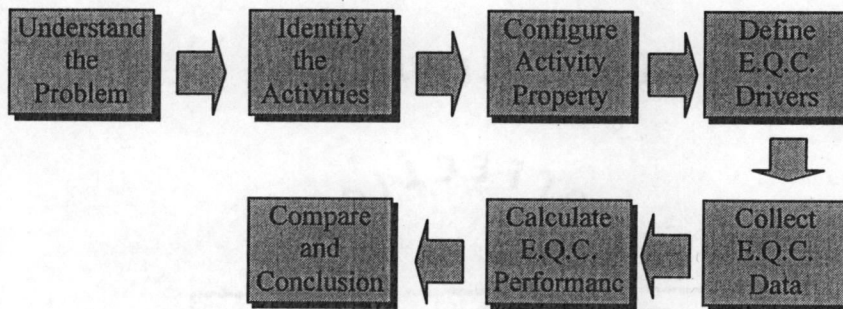 Understand
the
Problem
Identify
the
Activities
Configure
Activity
Property
Define
E.Q.C.
Drivers
Collect
E.Q.C.
Data
Calculate
E.Q.C.
Performanc
Compare
and
Conclusion